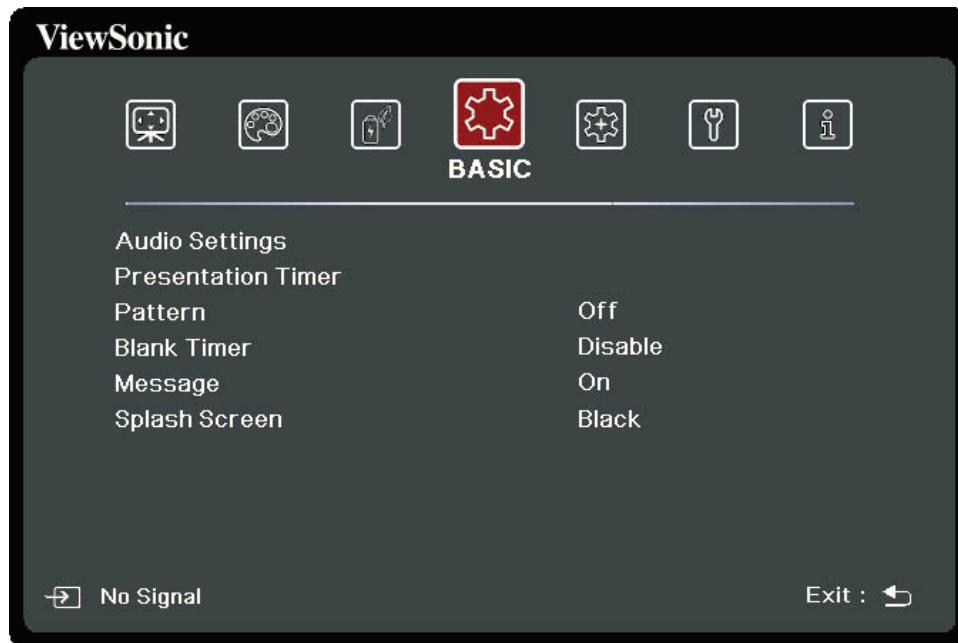 ViewSonic
BASIC
Audio Settings
Presentation Timer
Pattern Off
Blank Timer Disable
Message On
Splash Screen Black
No Signal Exit :